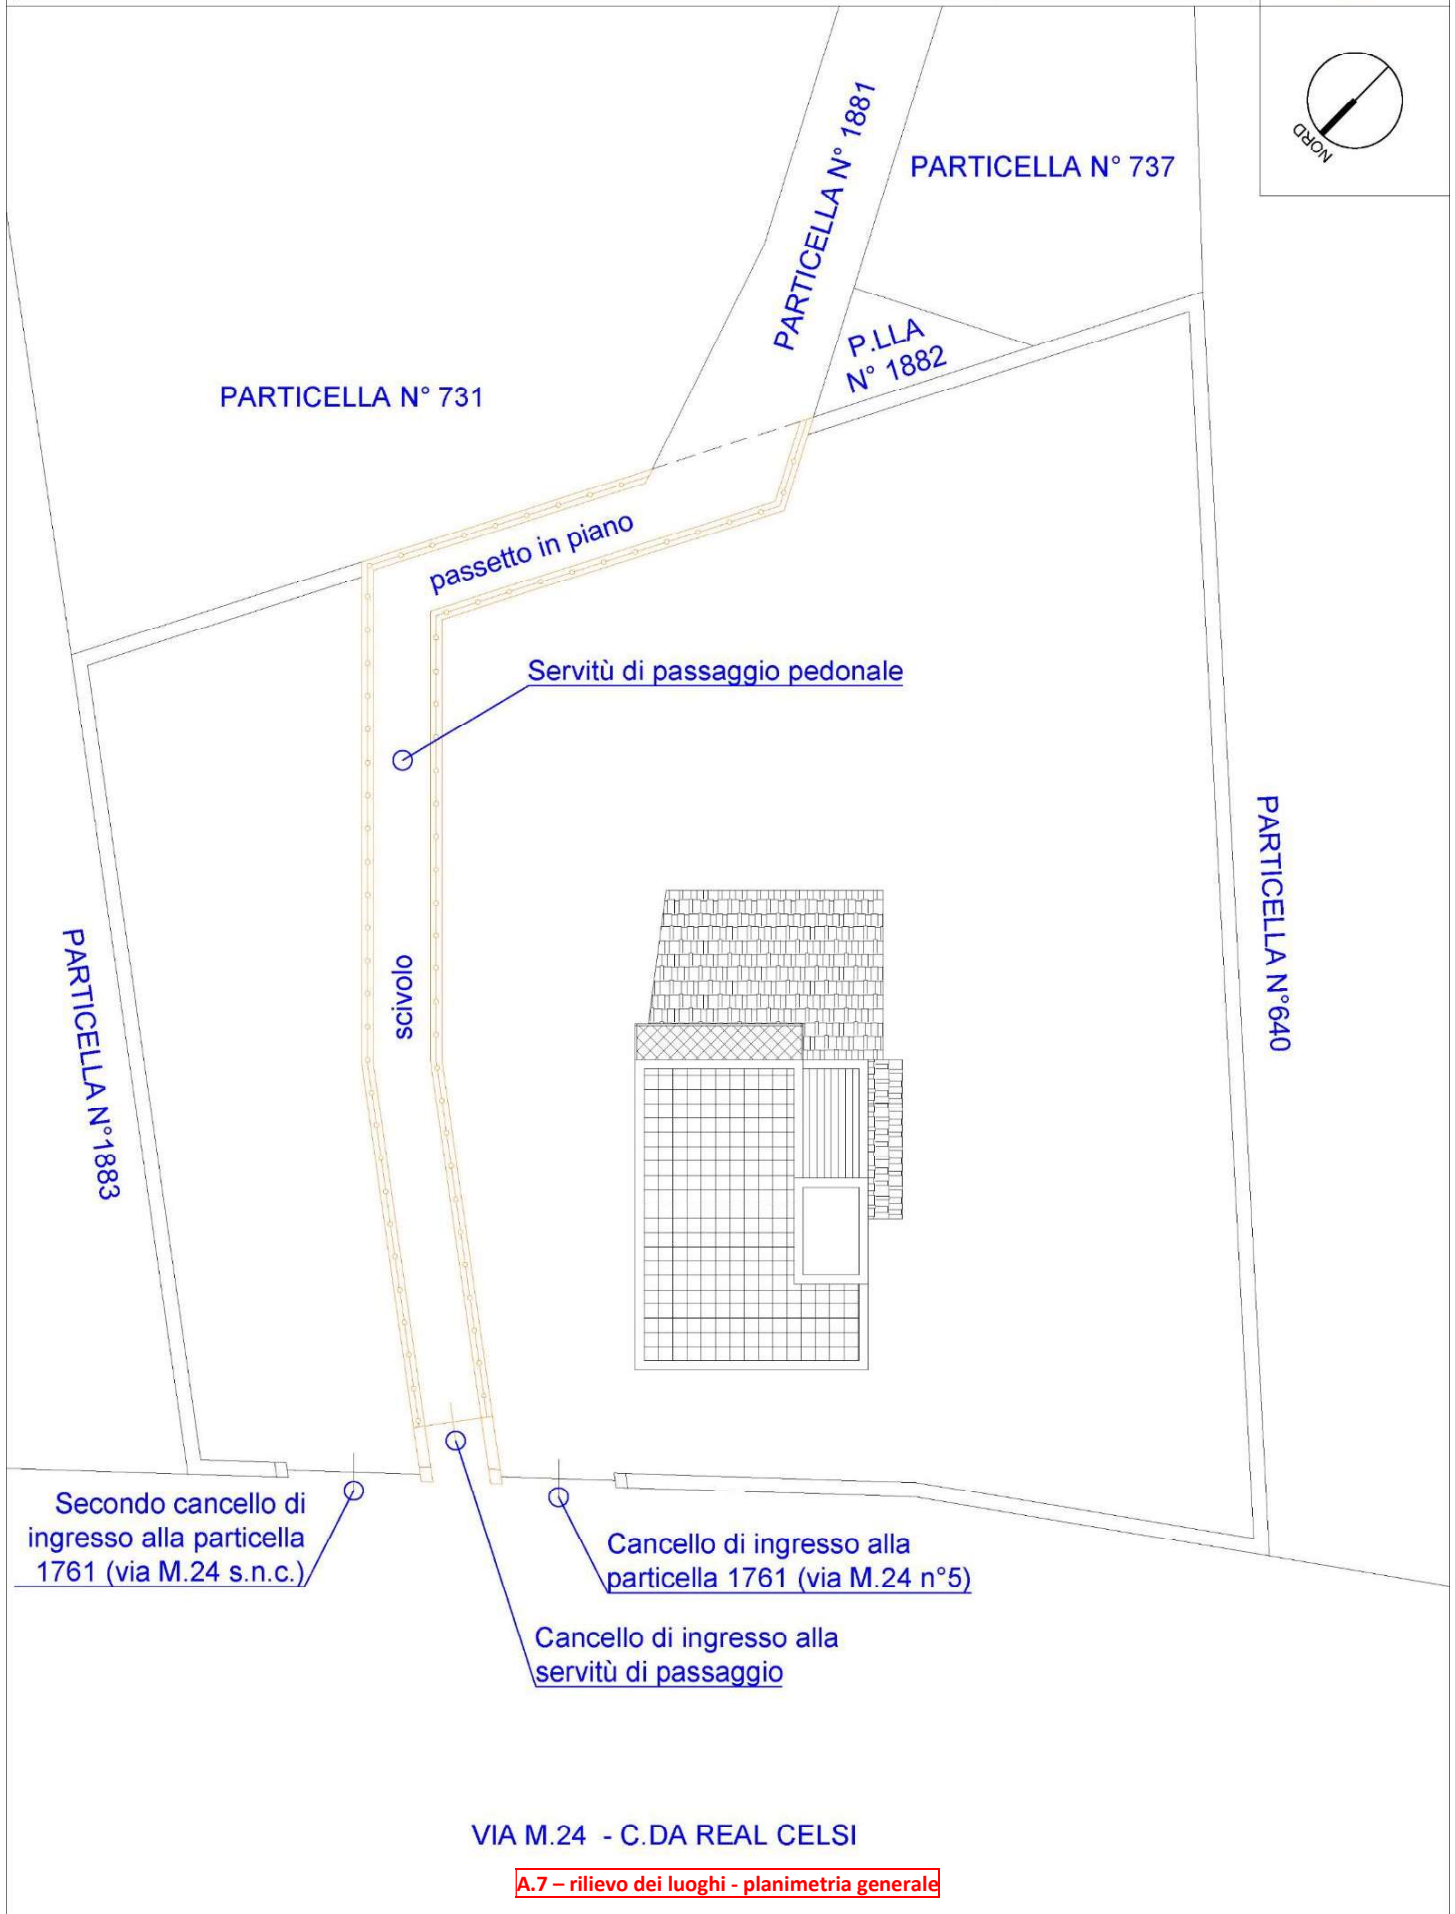 NORD
PARTICELLA N° 1881
PARTICELLA N° 737
P.LLA
N° 1882
PARTICELLA N° 731
passetto in piano
Servitù di passaggio pedonale
scivolo
PARTICELLA N°1883
PARTICELLA N°640
Secondo cancello di
ingresso alla particella
1761 (via M.24 s.n.c.)
Cancello di ingresso alla
particella 1761 (via M.24 n°5)
Cancello di ingresso alla
servitù di passaggio
VIA M.24 - C.DA REAL CELSI
A.7 – rilievo dei luoghi - planimetria generale